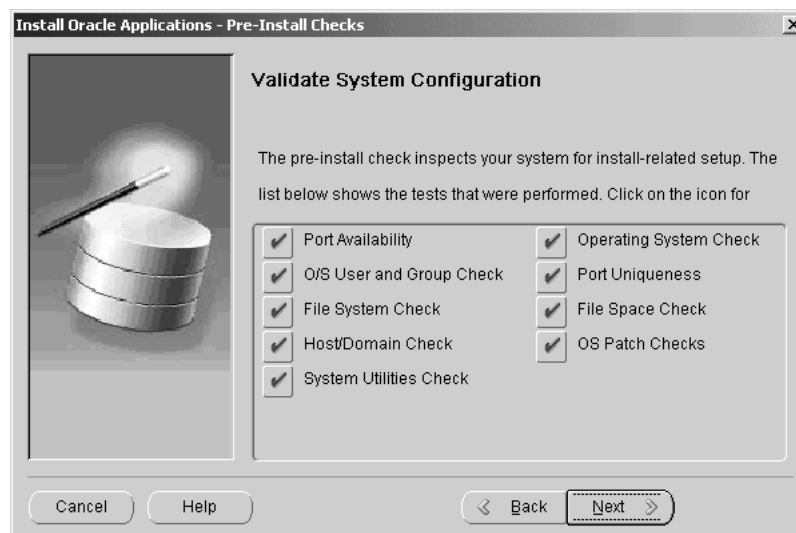 Install Oracle Applications - Pre-Install Checks
Validate System Configuration
The pre-install check inspects your system for install-related setup. The
list below shows the tests that were performed. Click on the icon for
Port Availability
Operating System Check
O/S User and Group Check
Port Uniqueness
File System Check
File Space Check
Host/Domain Check
OS Patch Checks
System Utilities Check
Cancel
Help
Back
Next